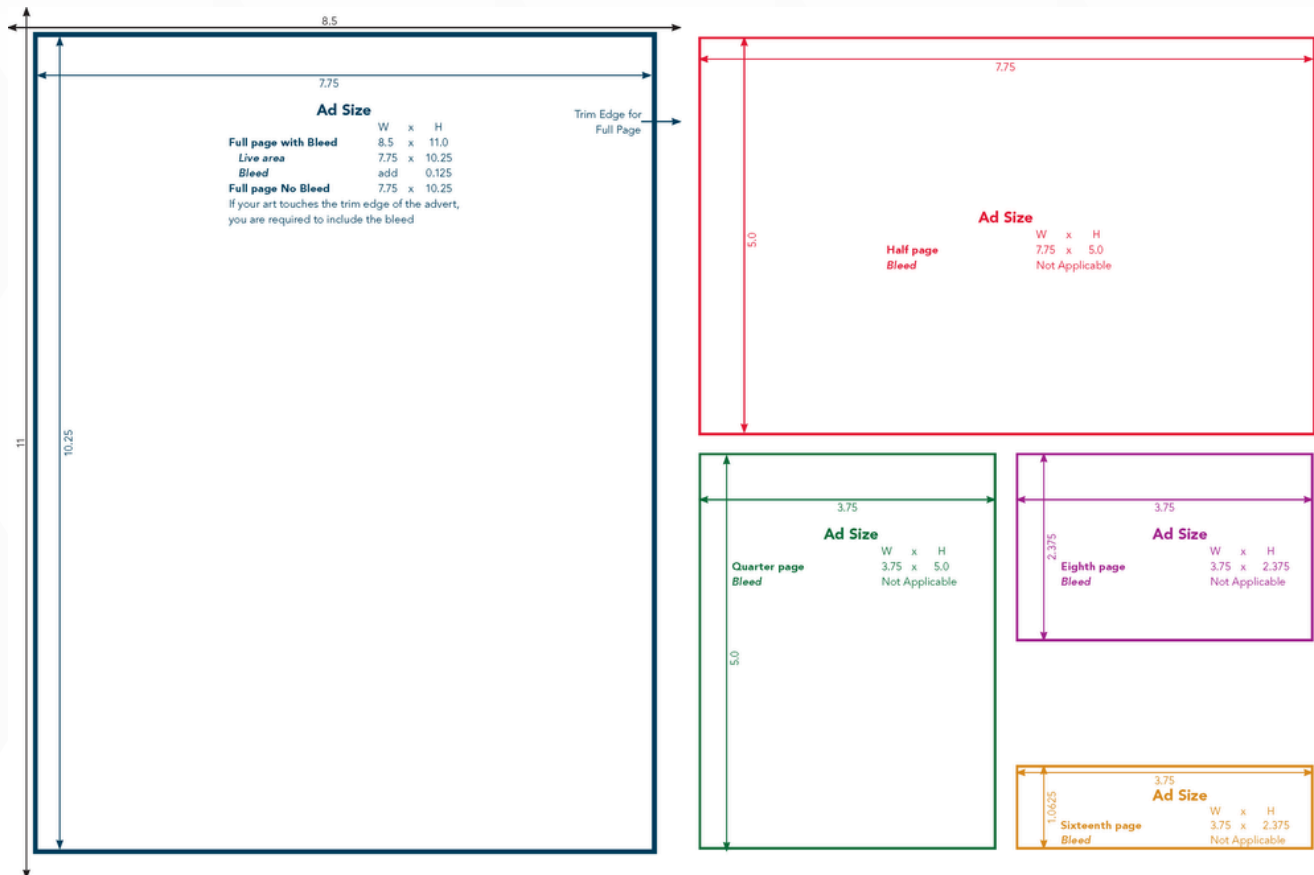 8.5
11
7.75
10.25
Ad Size
W x H
Full page with Bleed 8.5 x 11.0
Live area 7.75 x 10.25
Bleed add 0.125
Full page No Bleed 7.75 x 10.25
If your art touches the trim edge of the advert,
you are required to include the bleed
Trim Edge for
Full Page
7.75
5.0
Ad Size
W x H
Half page 7.75 x 5.0
Bleed Not Applicable
3.75
5.0
Ad Size
W x H
Quarter page 3.75 x 5.0
Bleed Not Applicable
3.75
2.375
Ad Size
W x H
Eighth page 3.75 x 2.375
Bleed Not Applicable
3.75
1.0625
Ad Size
W x H
Sixteenth page 3.75 x 2.375
Bleed Not Applicable